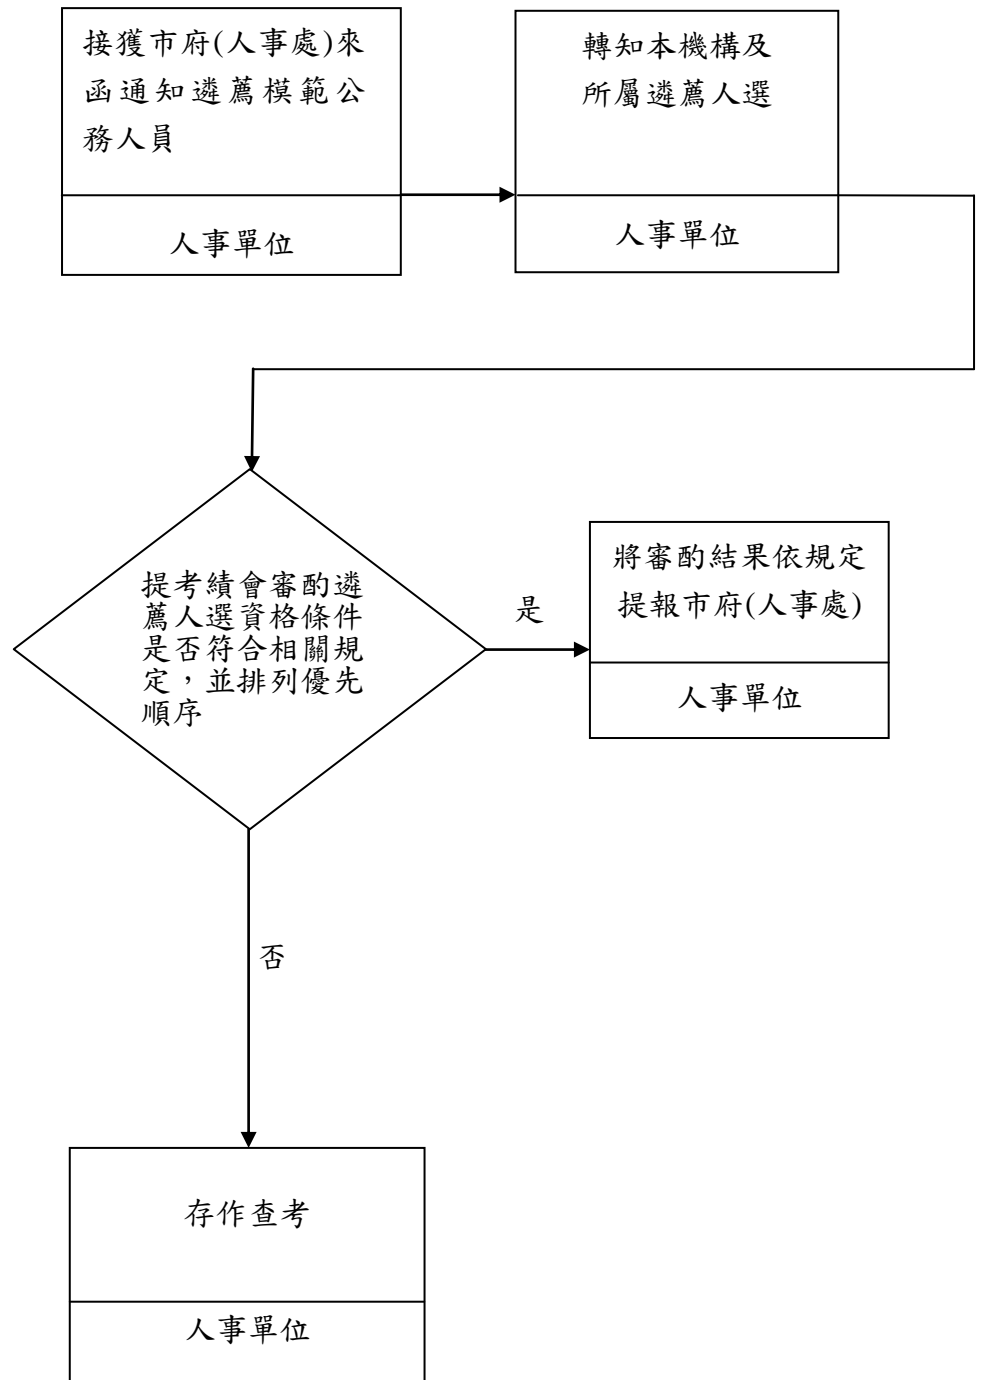 接獲市府(人事處)來
函通知遴薦模範公
務人員
人事單位
轉知本機構及
所屬遴薦人選
人事單位
提考績會審酌遴
薦人選資格條件
是否符合相關規
定，並排列優先
順序
是
將審酌結果依規定
提報市府(人事處)
人事單位
否
存作查考
人事單位